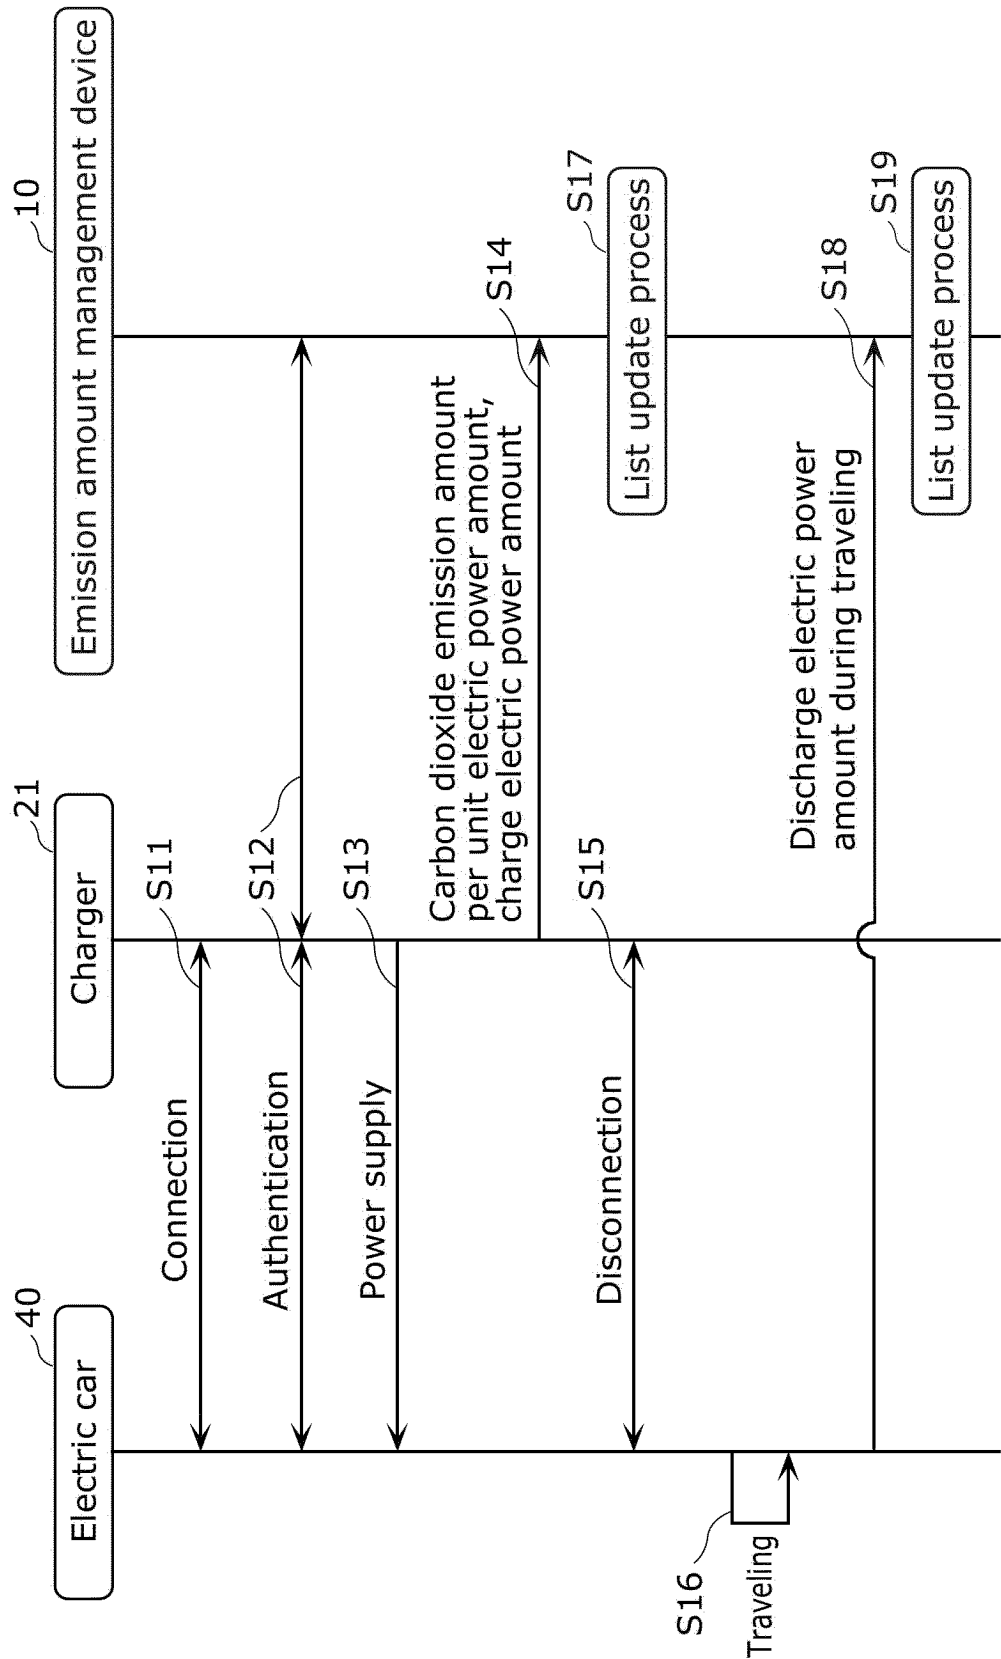 Electric car
40
Charger
21
Emission amount management device
10
Connection
S11
Authentication
S12
Power supply
S13
Carbon dioxide emission amount
per unit electric power amount,
charge electric power amount
S14
Disconnection
S15
S17
List update process
S16
Traveling
Discharge electric power
amount during traveling
S18
S19
List update process